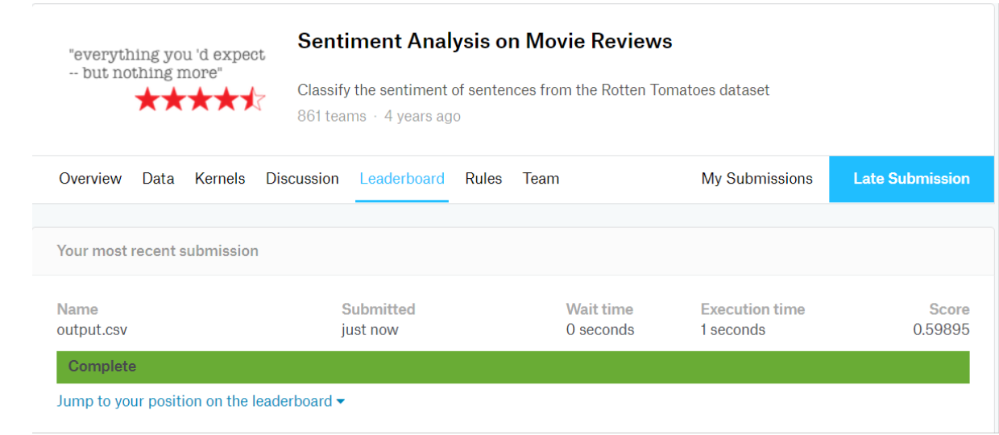 Sentiment Analysis on Movie Reviews
"everything you 'd expect
-- but nothing more"
Classify the sentiment of sentences from the Rotten Tomatoes dataset
861 teams · 4 years ago
Overview Data Kernels Discussion Leaderboard Rules Team My Submissions Late Submission
Your most recent submission
Name Submitted Wait time Execution time Score
output.csv just now 0 seconds 1 seconds 0.59895
Complete
Jump to your position on the leaderboard